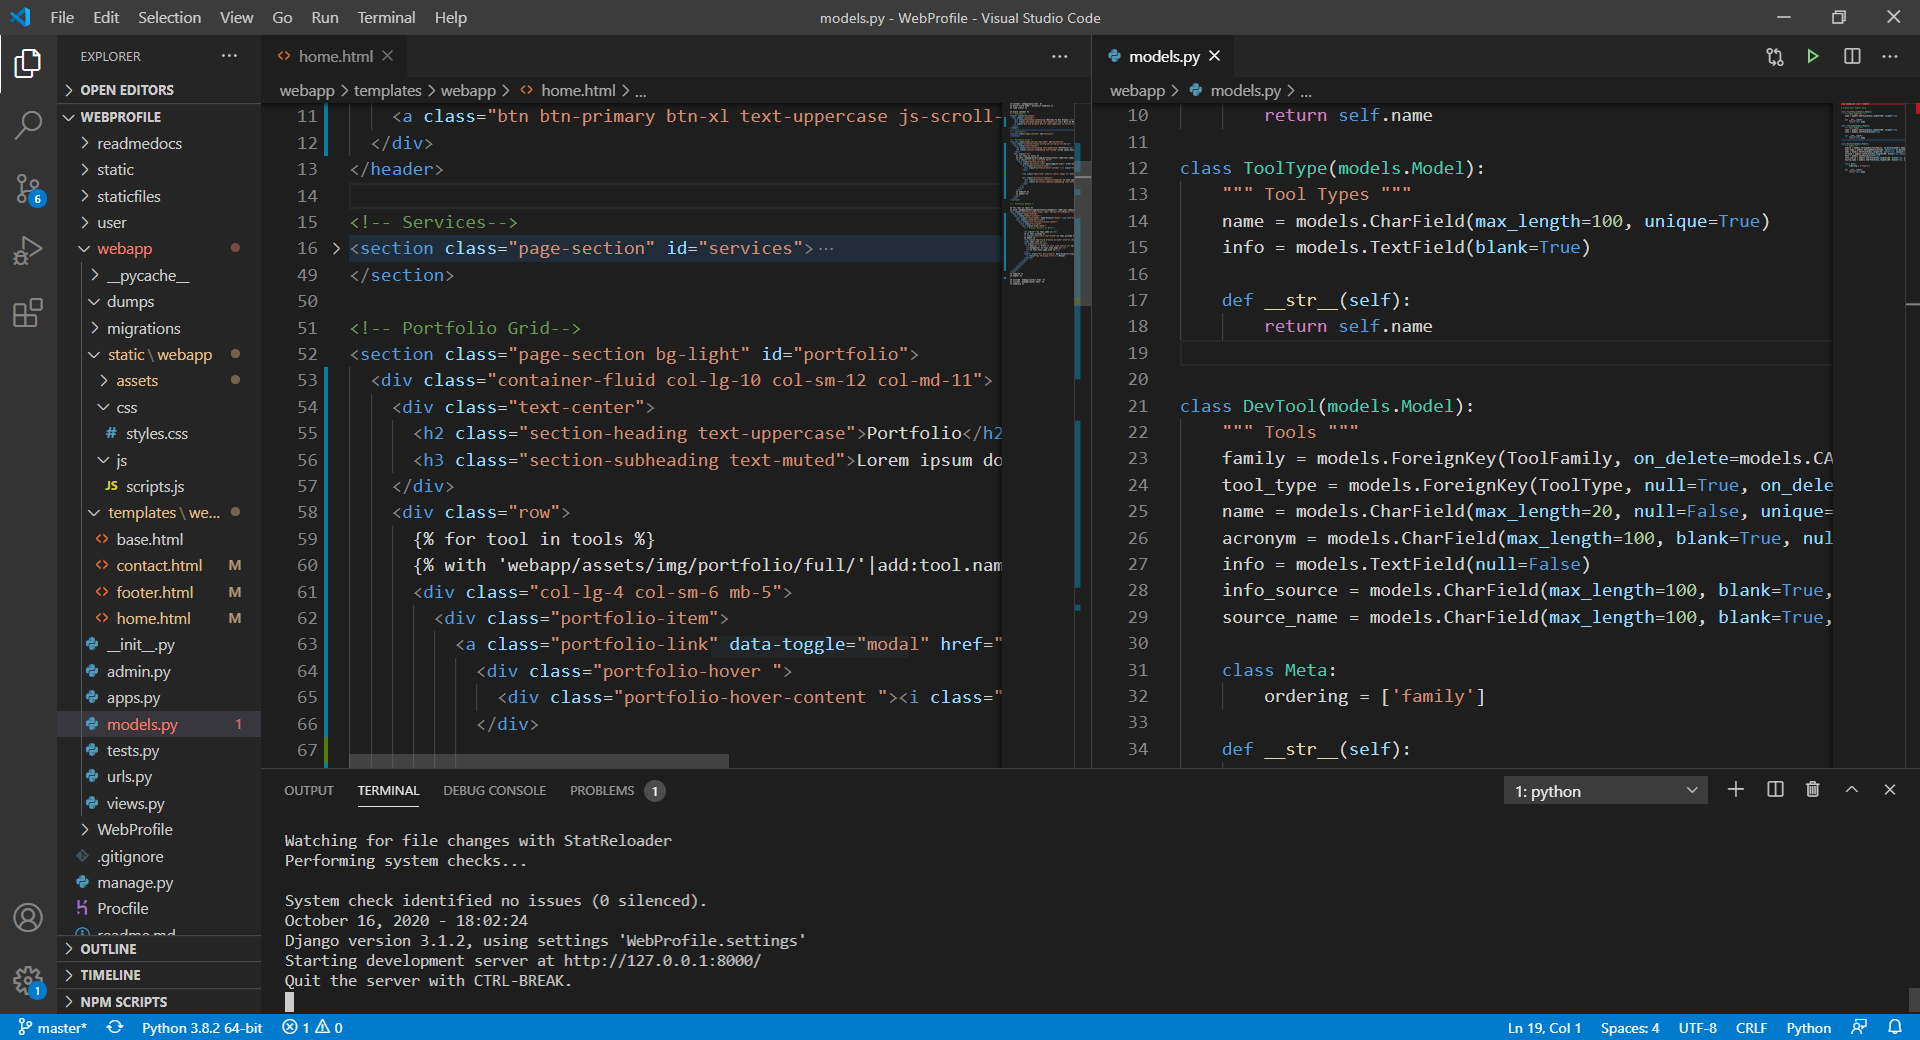 File Edit Selection View Go Run Terminal Help
models.py - WebProfile - Visual Studio Code
EXPLORER
OPEN EDITORS
WEBPROFILE
readmedocs
static
staticfiles
user
webapp
__pycache__
dumps
migrations
static\webapp
assets
css
# styles.css
js
JS scripts.js
templates\we...
<> base.html
<> contact.html M
<> footer.html M
<> home.html M
__init__.py
admin.py
apps.py
models.py 1
tests.py
urls.py
views.py
WebProfile
.gitignore
manage.py
Procfile
readme.md
OUTLINE
TIMELINE
NPM SCRIPTS
6
1
<> home.html
webapp > templates > webapp > <> home.html > ...
11 <a class="btn btn-primary btn-xl text-uppercase js-scroll-
12 </div>
13 </header>
14
15 <!-- Services-->
16 <section class="page-section" id="services">...
49 </section>
50
51 <!-- Portfolio Grid-->
52 <section class="page-section bg-light" id="portfolio">
53 <div class="container-fluid col-lg-10 col-sm-12 col-md-11">
54 <div class="text-center">
55 <h2 class="section-heading text-uppercase">Portfolio</h2
56 <h3 class="section-subheading text-muted">Lorem ipsum do
57 </div>
58 <div class="row">
59 {% for tool in tools %}
60 {% with 'webapp/assets/img/portfolio/full/'|add:tool.nam
61 <div class="col-lg-4 col-sm-6 mb-5">
62 <div class="portfolio-item">
63 <a class="portfolio-link" data-toggle="modal" href="
64 <div class="portfolio-hover ">
65 <div class="portfolio-hover-content "><i class="
66 </div>
67
models.py
webapp > models.py > ...
10 return self.name
11
12 class ToolType(models.Model):
13 """ Tool Types """
14 name = models.CharField(max_length=100, unique=True)
15 info = models.TextField(blank=True)
16
17 def __str__(self):
18 return self.name
19
20
21 class DevTool(models.Model):
22 """ Tools """
23 family = models.ForeignKey(ToolFamily, on_delete=models.CA
24 tool_type = models.ForeignKey(ToolType, null=True, on_dele
25 name = models.CharField(max_length=20, null=False, unique=
26 acronym = models.CharField(max_length=100, blank=True, nul
27 info = models.TextField(null=False)
28 info_source = models.CharField(max_length=100, blank=True,
29 source_name = models.CharField(max_length=100, blank=True,
30
31 class Meta:
32 ordering = ['family']
33
34 def __str__(self):
OUTPUT TERMINAL DEBUG CONSOLE PROBLEMS 1
1: python
Watching for file changes with StatReloader
Performing system checks...
System check identified no issues (0 silenced).
October 16, 2020 - 18:02:24
Django version 3.1.2, using settings 'WebProfile.settings'
Starting development server at http://127.0.0.1:8000/
Quit the server with CTRL-BREAK.
master* Python 3.8.2 64-bit 1 0
Ln 19, Col 1 Spaces: 4 UTF-8 CRLF Python